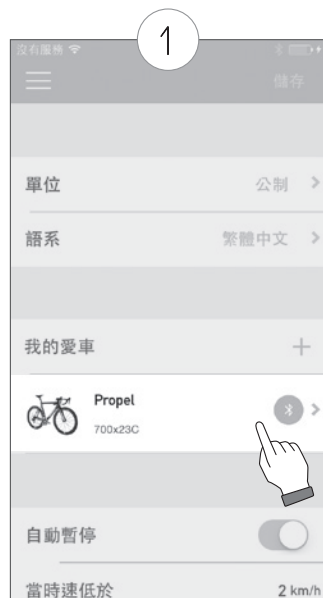 1
沒有服務
儲存
單位 公制 >
語系 繁體中文 >
我的愛車 +
Propel
700x23C
自動暫停
當時速低於 2 km/h